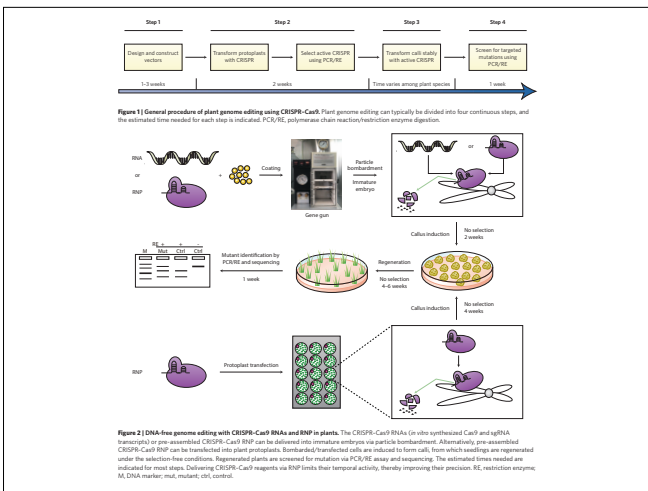 Step 1 Step 2 Step 3 Step 4
Design and construct vectors
Transform protoplasts with CRISPR
Select active CRISPR using PCR/RE
Transform calli stably with active CRISPR
Screen for targeted mutations using PCR/RE
1–3 weeks 2 weeks Time varies among plant species 1 week
Figure 1 | General procedure of plant genome editing using CRISPR–Cas9. Plant genome editing can typically be divided into four continuous steps, and
the estimated time needed for each step is indicated. PCR/RE, polymerase chain reaction/restriction enzyme digestion.
RNA
or
RNP
+
Coating
Gene gun
Particle bombardment
Immature embryo
or
Callus induction
No selection
2 weeks
RE + + –
M Mut Ctrl Ctrl
Mutant identification by
PCR/RE and sequencing
1 week
Regeneration
No selection
4–6 weeks
Callus induction
No selection
4 weeks
RNP
Protoplast transfection
Figure 2 | DNA-free genome editing with CRISPR–Cas9 RNAs and RNP in plants. The CRISPR–Cas9 RNAs (in vitro synthesized Cas9 and sgRNA
transcripts) or pre-assembled CRISPR–Cas9 RNP can be delivered into immature embryos via particle bombardment. Alternatively, pre-assembled
CRISPR–Cas9 RNP can be transfected into plant protoplasts. Bombarded/transfected cells are induced to form calli, from which seedlings are regenerated
under the selection-free conditions. Regenerated plants are screened for mutation via PCR/RE assay and sequencing. The estimated times needed are
indicated for most steps. Delivering CRISPR–Cas9 reagents via RNP limits their temporal activity, thereby improving their precision. RE, restriction enzyme;
M, DNA marker; mut, mutant; ctrl, control.